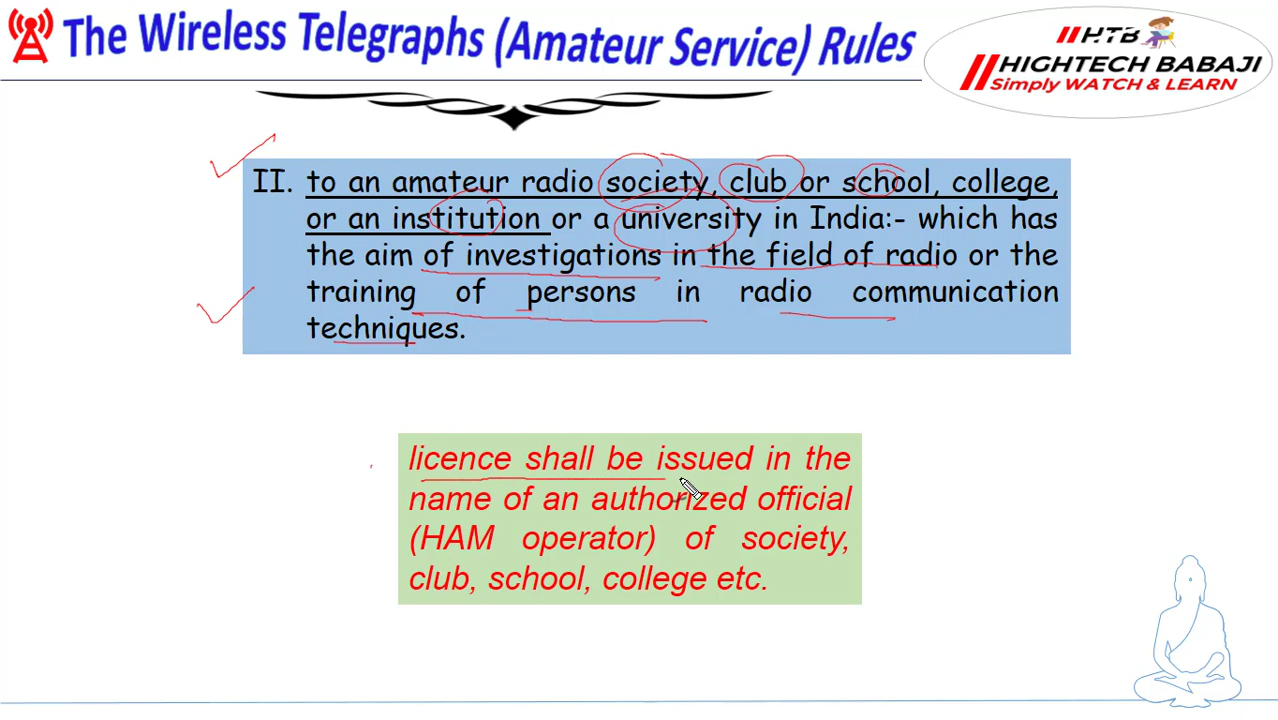 The Wireless Telegraphs (Amateur Service) Rules
HTB
HIGHTECH BABAJI
Simply WATCH & LEARN
II. to an amateur radio society, club or school, college,
or an institution or a university in India:- which has
the aim of investigations in the field of radio or the
training of persons in radio communication
techniques.
licence shall be issued in the
name of an authorized official
(HAM operator) of society,
club, school, college etc.